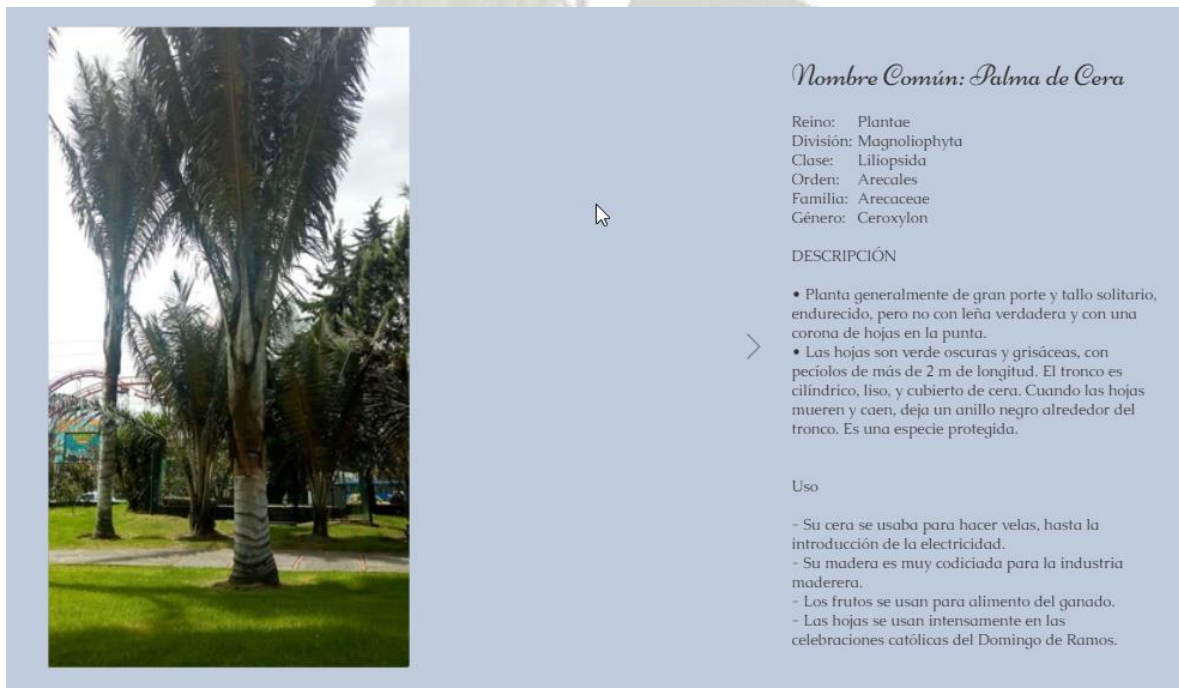 Nombre Común: Palma de Cera
Reino: Plantae
División: Magnoliophyta
Clase: Liliopsida
Orden: Arecales
Familia: Arecaceae
Género: Ceroxylon
DESCRIPCIÓN
• Planta generalmente de gran porte y tallo solitario,
endurecido, pero no con leña verdadera y con una
corona de hojas en la punta.
• Las hojas son verde oscuras y grisáceas, con
pecíolos de más de 2 m de longitud. El tronco es
cilíndrico, liso, y cubierto de cera. Cuando las hojas
mueren y caen, deja un anillo negro alrededor del
tronco. Es una especie protegida.
Uso
- Su cera se usaba para hacer velas, hasta la
introducción de la electricidad.
- Su madera es muy codiciada para la industria
maderera.
- Los frutos se usan para alimento del ganado.
- Las hojas se usan intensamente en las
celebraciones católicas del Domingo de Ramos.